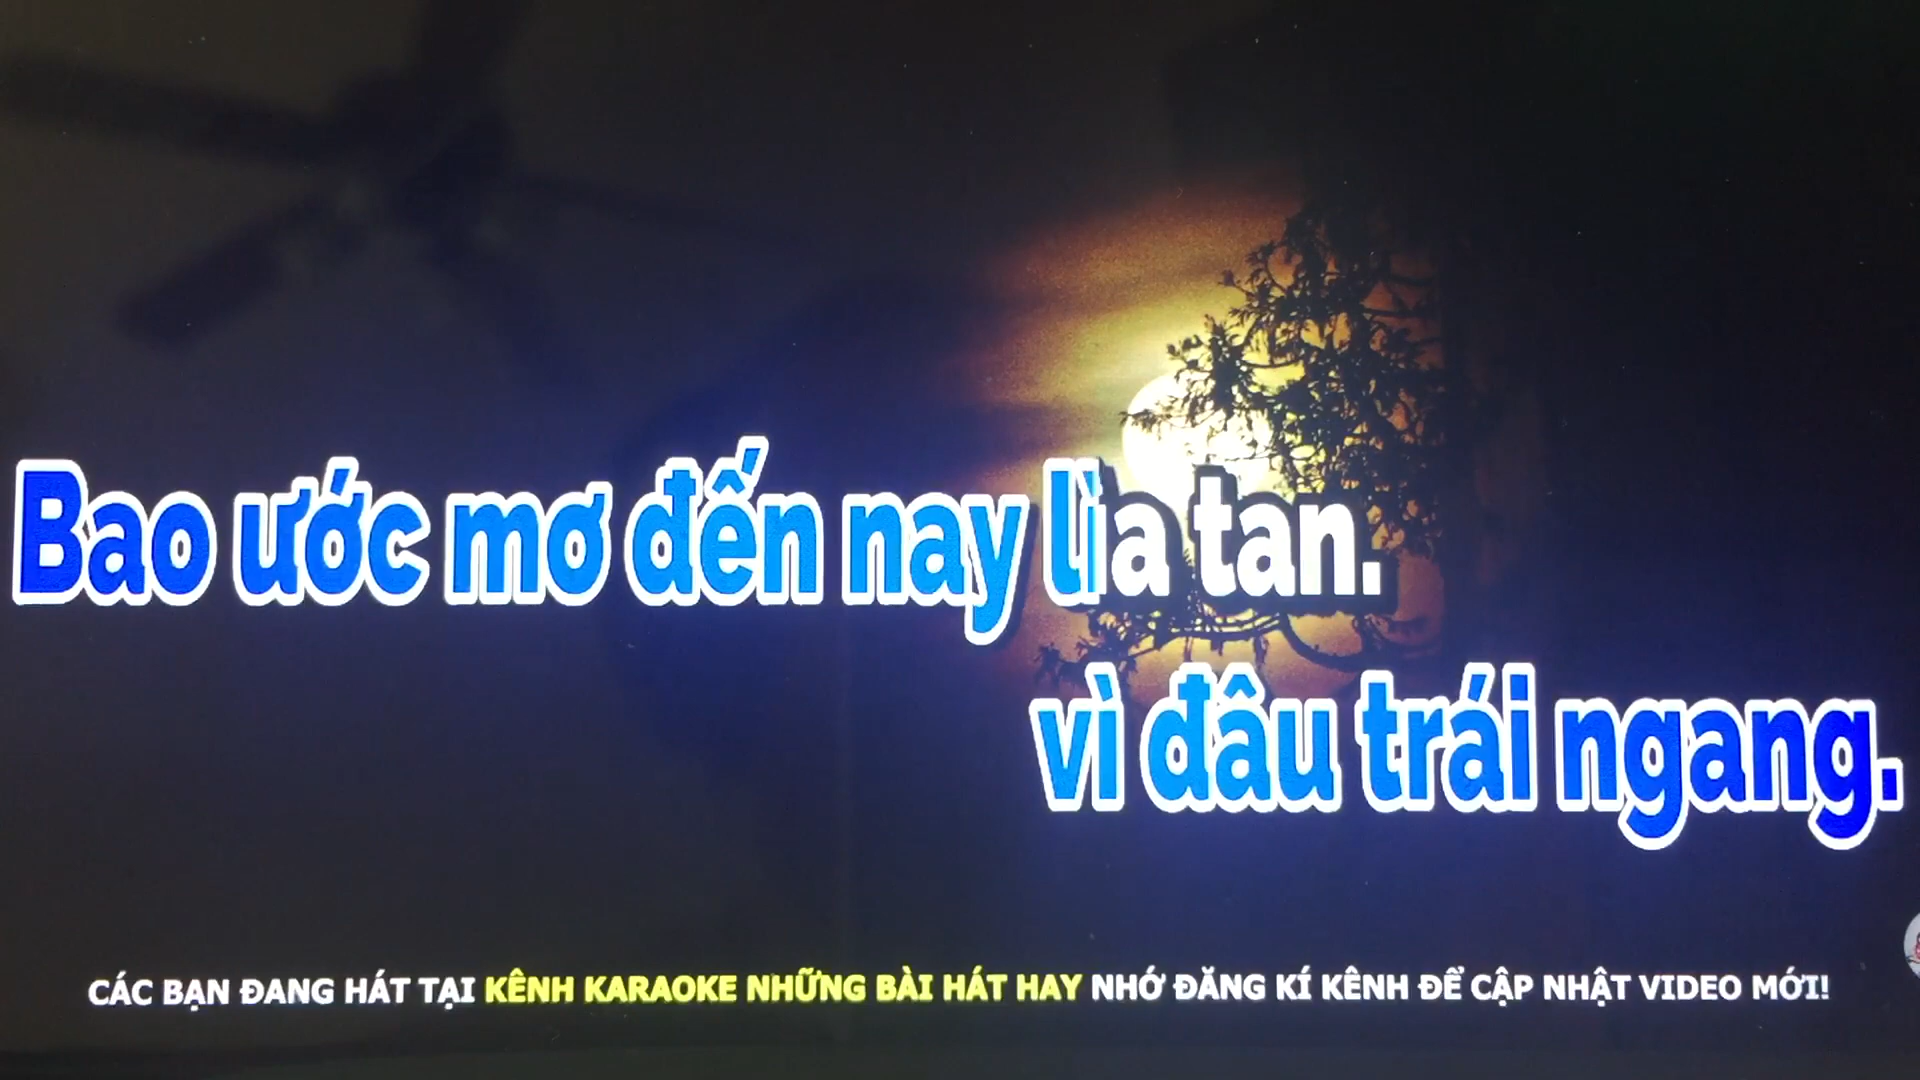 Bao ước mơ đến nay lìa tan.
vì đâu trái ngang.
CÁC BẠN ĐANG HÁT TẠI KÊNH KARAOKE NHỮNG BÀI HÁT HAY NHỚ ĐĂNG KÍ KÊNH ĐỂ CẬP NHẬT VIDEO MỚI!